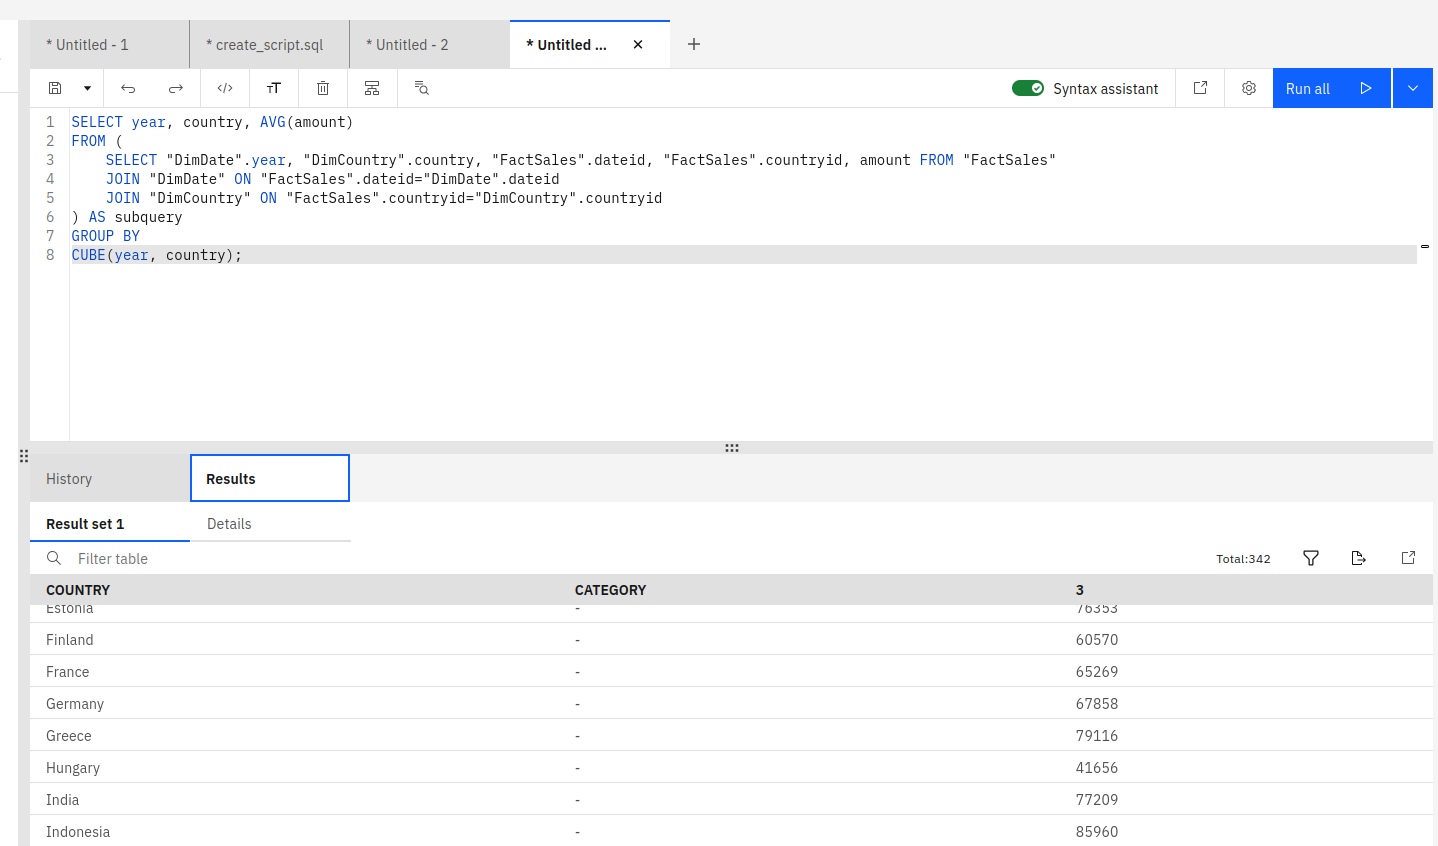 * Untitled - 1
* create_script.sql
* Untitled - 2
* Untitled ...
Syntax assistant
Run all
1 SELECT year, country, AVG(amount)
2 FROM (
3     SELECT "DimDate".year, "DimCountry".country, "FactSales".dateid, "FactSales".countryid, amount FROM "FactSales"
4     JOIN "DimDate" ON "FactSales".dateid="DimDate".dateid
5     JOIN "DimCountry" ON "FactSales".countryid="DimCountry".countryid
6 ) AS subquery
7 GROUP BY
8 CUBE(year, country);
History
Results
Result set 1
Details
Filter table
Total:342
COUNTRY CATEGORY 3
Estonia - 76353
Finland - 60570
France - 65269
Germany - 67858
Greece - 79116
Hungary - 41656
India - 77209
Indonesia - 85960